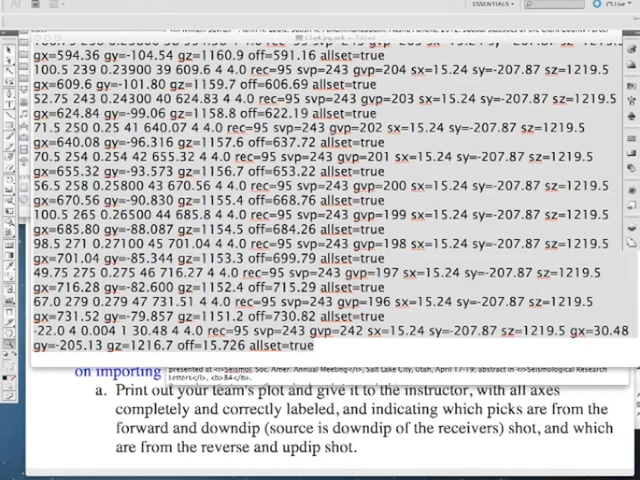 ESSENTIALS
gx=594.36 gy=-104.54 gz=1160.9 off=591.16 allset=true
100.5 239 0.23900 39 609.6 4 4.0 rec=95 svp=243 gvp=204 sx=15.24 sy=-207.87 sz=1219.5
gx=609.6 gy=-101.80 gz=1159.7 off=606.69 allset=true
52.75 243 0.24300 40 624.83 4 4.0 rec=95 svp=243 gvp=203 sx=15.24 sy=-207.87 sz=1219.5
gx=624.84 gy=-99.06 gz=1158.8 off=622.19 allset=true
71.5 250 0.25 41 640.07 4 4.0 rec=95 svp=243 gvp=202 sx=15.24 sy=-207.87 sz=1219.5
gx=640.08 gy=-96.316 gz=1157.6 off=637.72 allset=true
70.5 254 0.254 42 655.32 4 4.0 rec=95 svp=243 gvp=201 sx=15.24 sy=-207.87 sz=1219.5
gx=655.32 gy=-93.573 gz=1156.7 off=653.22 allset=true
56.5 258 0.25800 43 670.56 4 4.0 rec=95 svp=243 gvp=200 sx=15.24 sy=-207.87 sz=1219.5
gx=670.56 gy=-90.830 gz=1155.4 off=668.76 allset=true
100.5 265 0.26500 44 685.8 4 4.0 rec=95 svp=243 gvp=199 sx=15.24 sy=-207.87 sz=1219.5
gx=685.80 gy=-88.087 gz=1154.5 off=684.26 allset=true
98.5 271 0.27100 45 701.04 4 4.0 rec=95 svp=243 gvp=198 sx=15.24 sy=-207.87 sz=1219.5
gx=701.04 gy=-85.344 gz=1153.3 off=699.79 allset=true
49.75 275 0.275 46 716.27 4 4.0 rec=95 svp=243 gvp=197 sx=15.24 sy=-207.87 sz=1219.5
gx=716.28 gy=-82.600 gz=1152.4 off=715.29 allset=true
67.0 279 0.279 47 731.51 4 4.0 rec=95 svp=243 gvp=196 sx=15.24 sy=-207.87 sz=1219.5
gx=731.52 gy=-79.857 gz=1151.2 off=730.82 allset=true
-22.0 4 0.004 1 30.48 4 4.0 rec=95 svp=243 gvp=242 sx=15.24 sy=-207.87 sz=1219.5 gx=30.48
gy=-205.13 gz=1216.7 off=15.726 allset=true
on importing
presented at <i>Seismol. Soc. Amer. Annual Meeting</i>, Salt Lake City, Utah, April 17-19; abstract in <i>Seismological Research
Letters</i>, <b>84</b>.
a. Print out your team's plot and give it to the instructor, with all axes
completely and correctly labeled, and indicating which picks are from the
forward and downdip (source is downdip of the receivers) shot, and which
are from the reverse and updip shot.